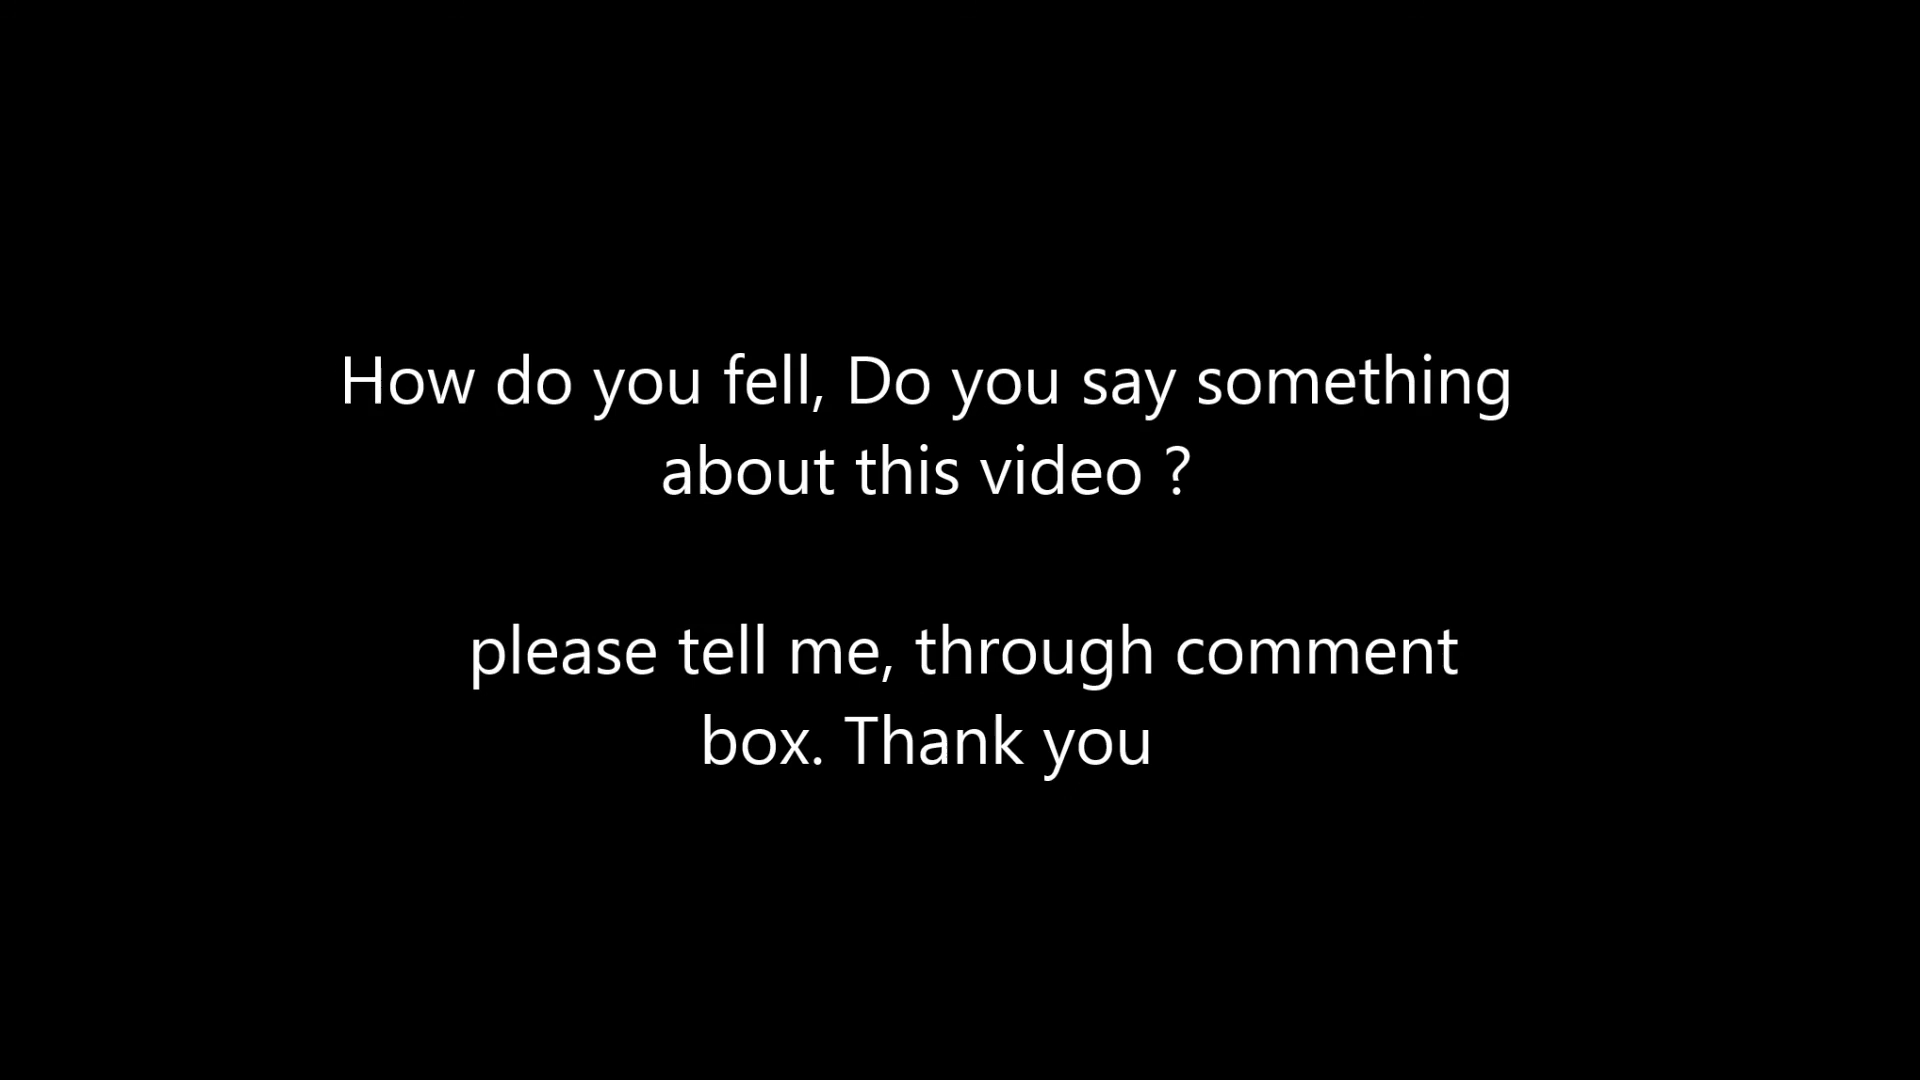 How do you fell, Do you say something
about this video ?
please tell me, through comment
box. Thank you